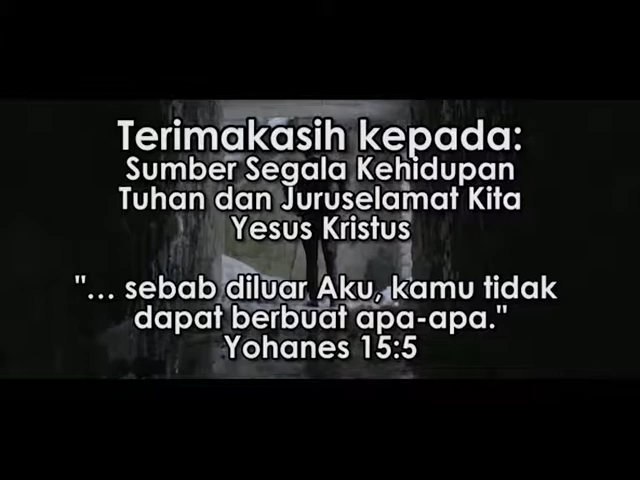 Terimakasih kepada:
Sumber Segala Kehidupan
Tuhan dan Juruselamat Kita
Yesus Kristus
"... sebab diluar Aku, kamu tidak
dapat berbuat apa-apa."
Yohanes 15:5